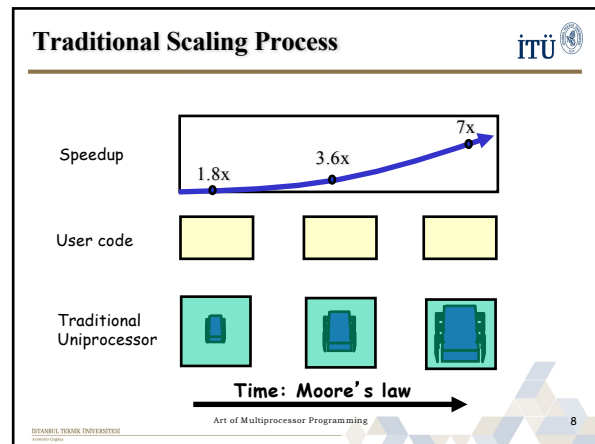 Traditional Scaling Process
İTÜ
Speedup
1.8x
3.6x
7x
User code
Traditional
Uniprocessor
Time: Moore's law
Art of Multiprocessor Programming
8
İSTANBUL TEKNİK ÜNİVERSİTESİ